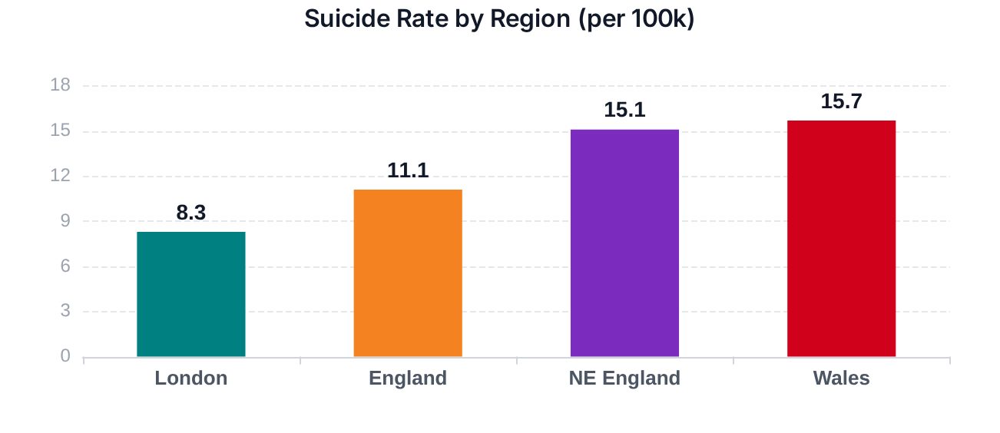 Suicide Rate by Region (per 100k)
18
15
12
9
6
3
0
8.3
11.1
15.1
15.7
London
England
NE England
Wales